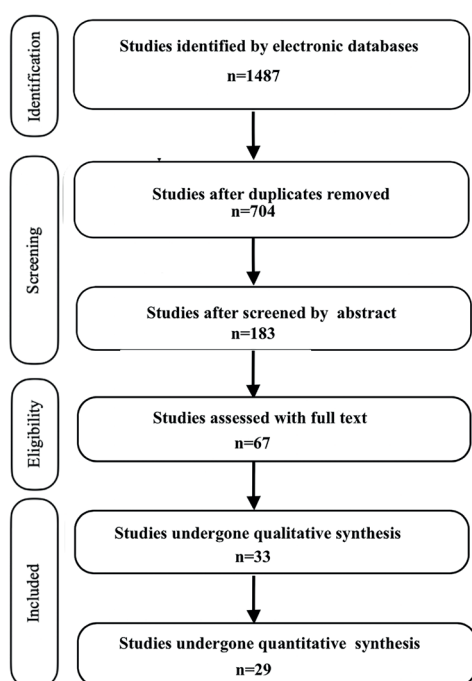 Identification
Studies identified by electronic databases
n=1487
Screening
Studies after duplicates removed
n=704
Studies after screened by abstract
n=183
Eligibility
Studies assessed with full text
n=67
Included
Studies undergone qualitative synthesis
n=33
Studies undergone quantitative synthesis
n=29